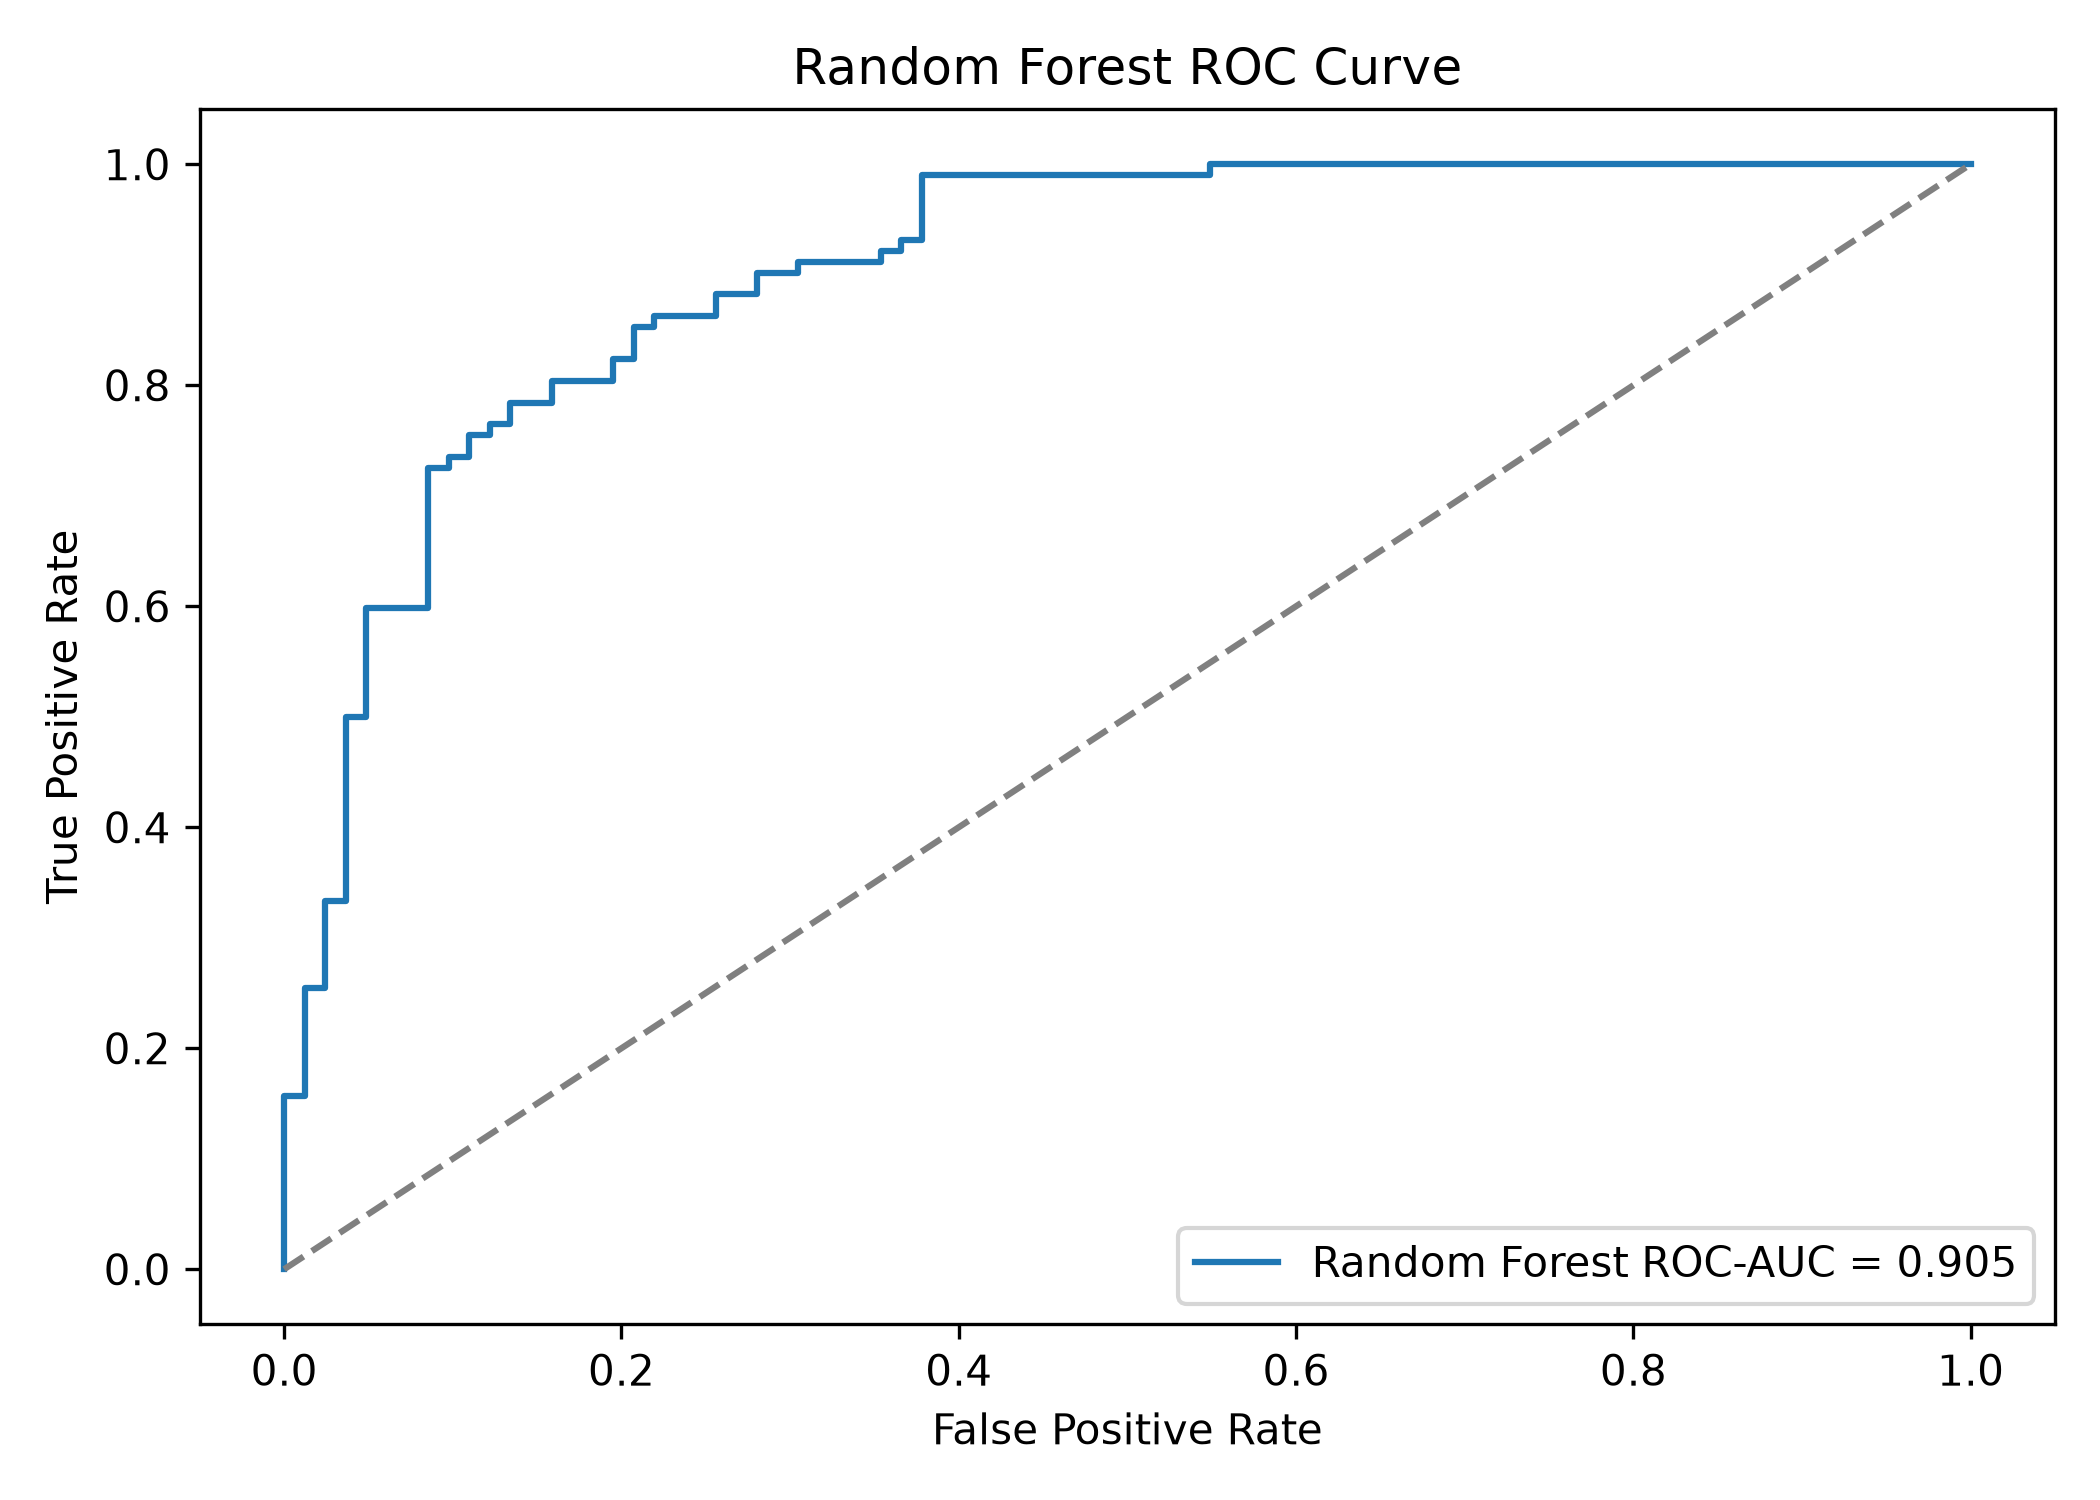 Random Forest ROC Curve
1.0
0.8
0.6
0.4
0.2
0.0
True Positive Rate
Random Forest ROC-AUC = 0.905
0.0 0.2 0.4 0.6 0.8 1.0
False Positive Rate